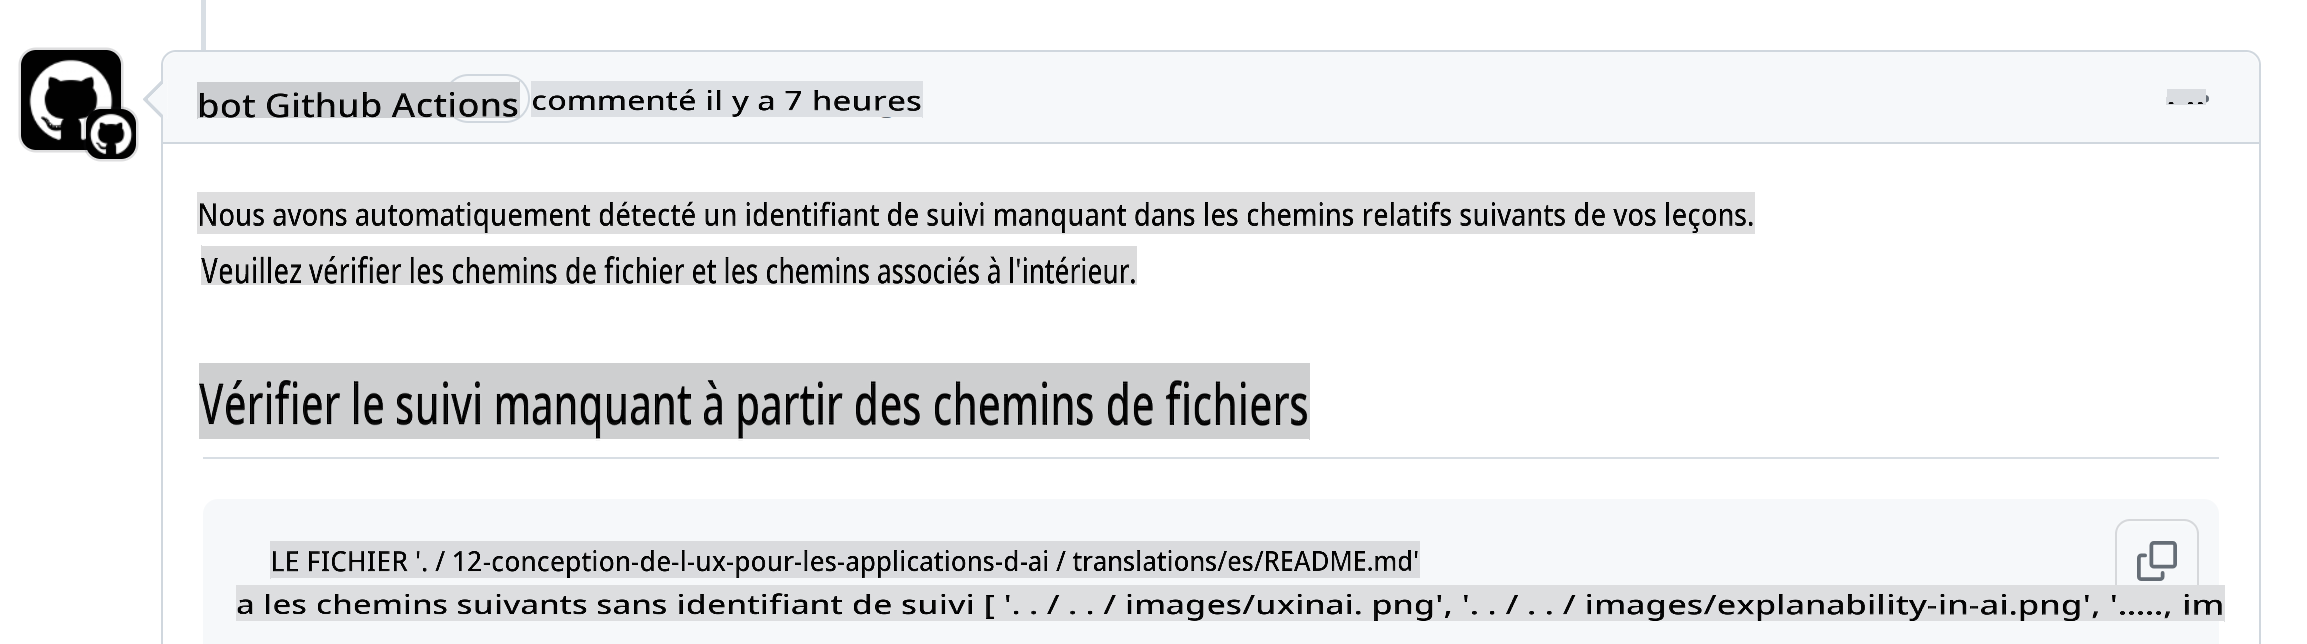 bot Github Actions commenté il y a 7 heures
Nous avons automatiquement détecté un identifiant de suivi manquant dans les chemins relatifs suivants de vos leçons.
Veuillez vérifier les chemins de fichier et les chemins associés à l'intérieur.
Vérifier le suivi manquant à partir des chemins de fichiers
LE FICHIER '. / 12-conception-de-l-ux-pour-les-applications-d-ai / translations/es/README.md'
a les chemins suivants sans identifiant de suivi [ '. . / . . / images/uxinai. png', '. . / . . / images/explanability-in-ai.png', '....., im